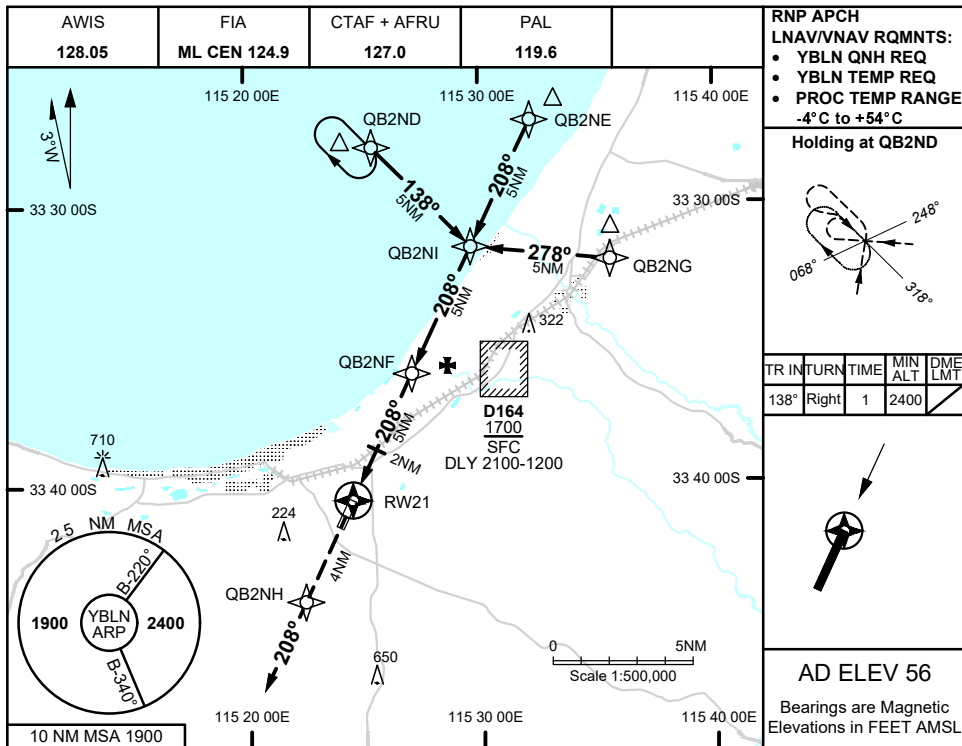 AWIS
128.05
FIA
ML CEN 124.9
CTAF + AFRU
127.0
PAL
119.6
RNP APCH
LNAV/VNAV RQMNTS:
• YBLN QNH REQ
• YBLN TEMP REQ
• PROC TEMP RANGE
-4°C to +54°C
115 20 00E
115 30 00E
115 40 00E
3°W
QB2ND
QB2NE
138°
5NM
208°
5NM
33 30 00S
33 30 00S
QB2NI
278°
5NM
QB2NG
208°
5NM
322
QB2NF
D164
1700
SFC
DLY 2100-1200
208°
5NM
2NM
710
33 40 00S
33 40 00S
RW21
224
4NM
QB2NH
208°
650
25 NM MSA
B-220°
1900
YBLN
ARP
2400
B-340°
10 NM MSA 1900
0
5NM
Scale 1:500,000
115 20 00E
115 30 00E
115 40 00E
Holding at QB2ND
248°
068°
318°
TR IN
TURN
TIME
MIN
ALT
DME
LMT
138°
Right
1
2400
AD ELEV 56
Bearings are Magnetic
Elevations in FEET AMSL